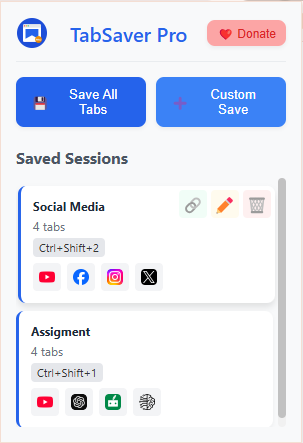 TabSaver Pro
Donate
Save All
Tabs
Custom
Save
Saved Sessions
Social Media
4 tabs
Ctrl+Shift+2
Assigment
4 tabs
Ctrl+Shift+1